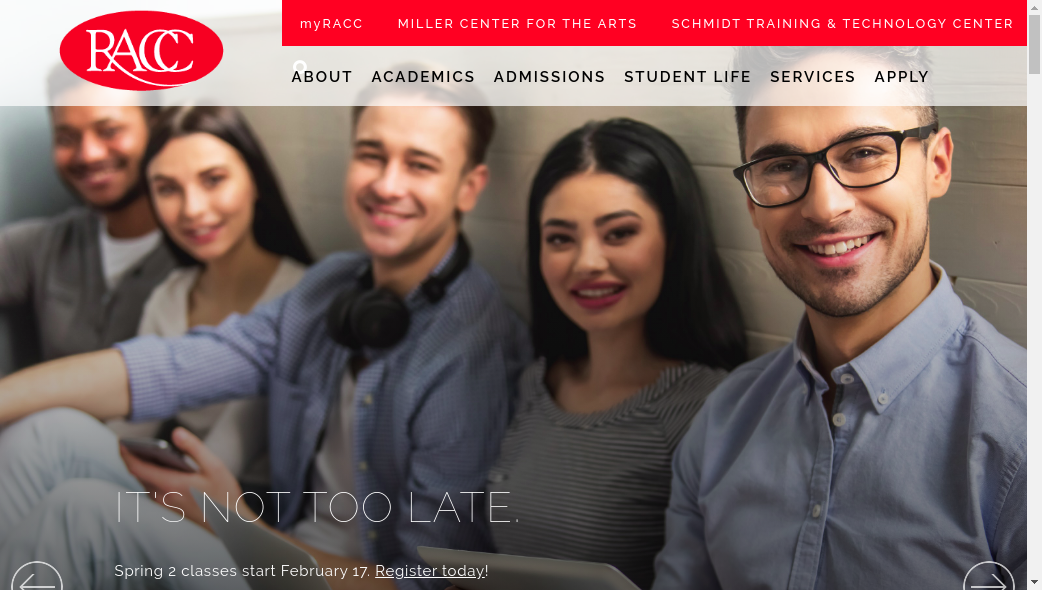 RACC
myRACC MILLER CENTER FOR THE ARTS SCHMIDT TRAINING & TECHNOLOGY CENTER
ABOUT ACADEMICS ADMISSIONS STUDENT LIFE SERVICES APPLY
IT'S NOT TOO LATE.
Spring 2 classes start February 17. Register today!